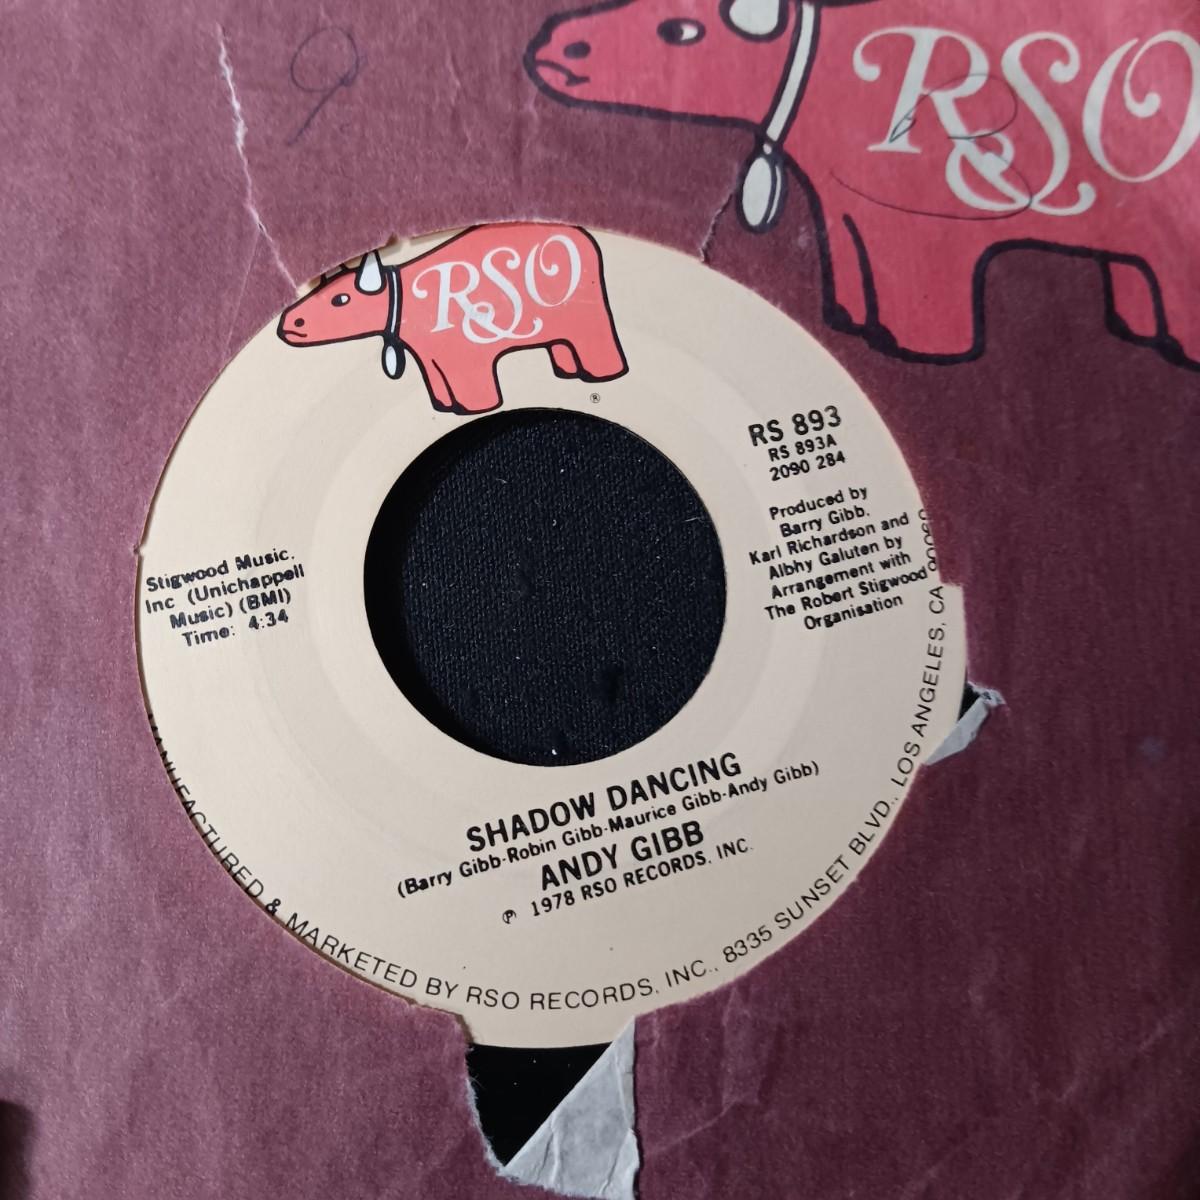 RSO
RSO
®
RS 893
RS 893A
2090 284
Produced by
Barry Gibb,
Karl Richardson and
Albhy Galuten by
Arrangement with
The Robert Stigwood
Organisation
Stigwood Music.
Inc (Unichappell
Music) (BMI)
Time: 4:34
SHADOW DANCING
(Barry Gibb-Robin Gibb-Maurice Gibb-Andy Gibb)
ANDY GIBB
℗ 1978 RSO RECORDS, INC.
MANUFACTURED & MARKETED BY RSO RECORDS, INC., 8335 SUNSET BLVD., LOS ANGELES, CA